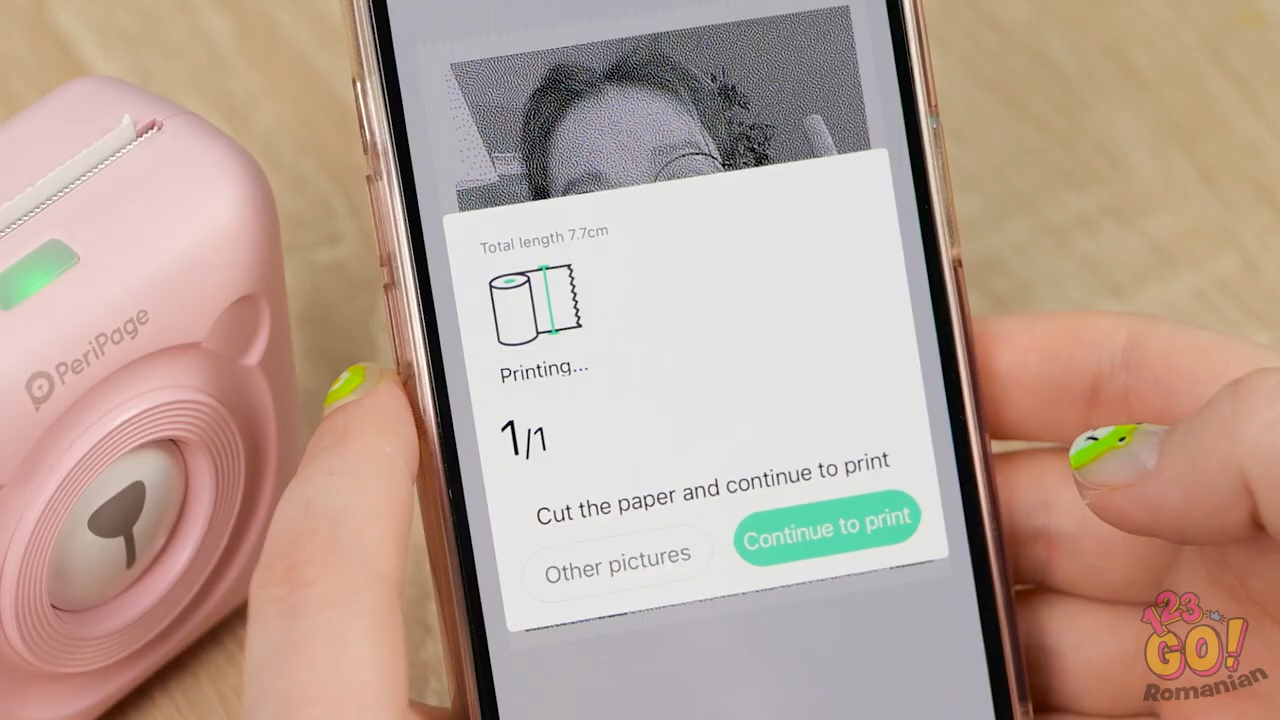 Total length 7.7cm
Printing...
1/1
Cut the paper and continue to print
Other pictures
Continue to print
PeriPage
123
GO!
Romanian